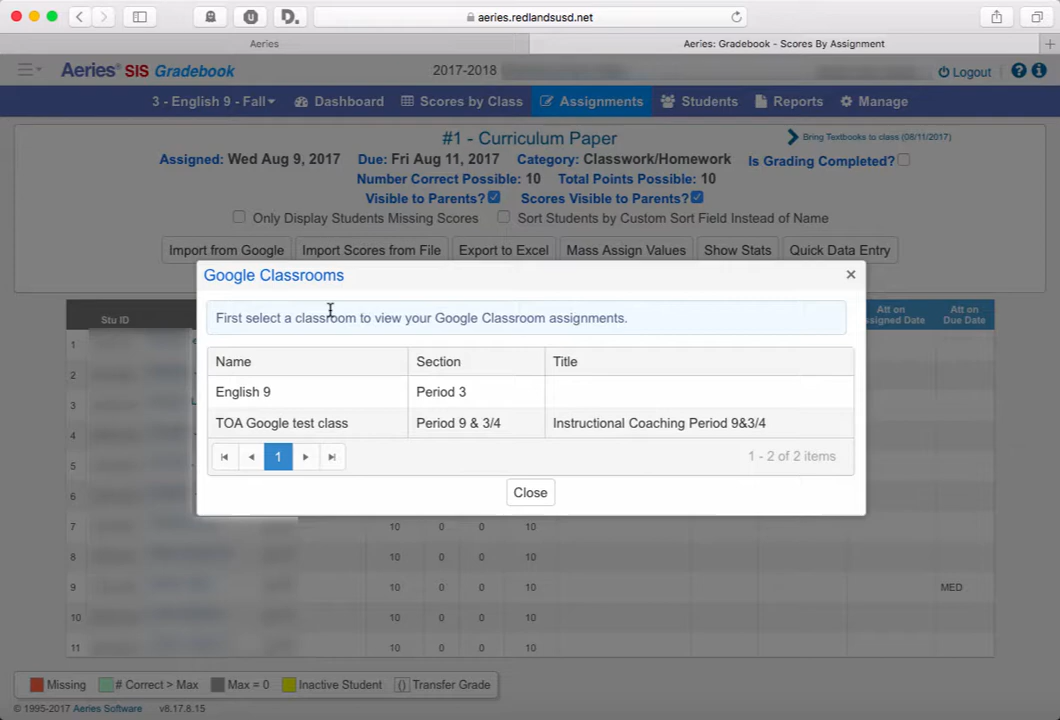 aeries.redlandsusd.net
Aeries
Aeries: Gradebook - Scores By Assignment
Aeries® SIS Gradebook
2017-2018
Logout
3 - English 9 - Fall
Dashboard
Scores by Class
Assignments
Students
Reports
Manage
#1 - Curriculum Paper
Bring Textbooks to class (08/11/2017)
Assigned: Wed Aug 9, 2017 Due: Fri Aug 11, 2017 Category: Classwork/Homework
Is Grading Completed?
Number Correct Possible: 10 Total Points Possible: 10
Visible to Parents? Scores Visible to Parents?
Only Display Students Missing Scores Sort Students by Custom Sort Field Instead of Name
Import from Google Import Scores from File Export to Excel Mass Assign Values Show Stats Quick Data Entry
Google Classrooms
First select a classroom to view your Google Classroom assignments.
Name Section Title
English 9 Period 3
TOA Google test class Period 9 & 3/4 Instructional Coaching Period 9&3/4
1
1 - 2 of 2 items
Close
Stu ID
Att on
Att on Due Date
1
2
3
4
5
6
7 10 0 0 10
8 10 0 0 10
9 10 0 0 10 MED
10 10 0 0 10
11 10 0 0 10
Missing # Correct > Max Max = 0 Inactive Student () Transfer Grade
© 1995-2017 Aeries Software v8.17.8.15